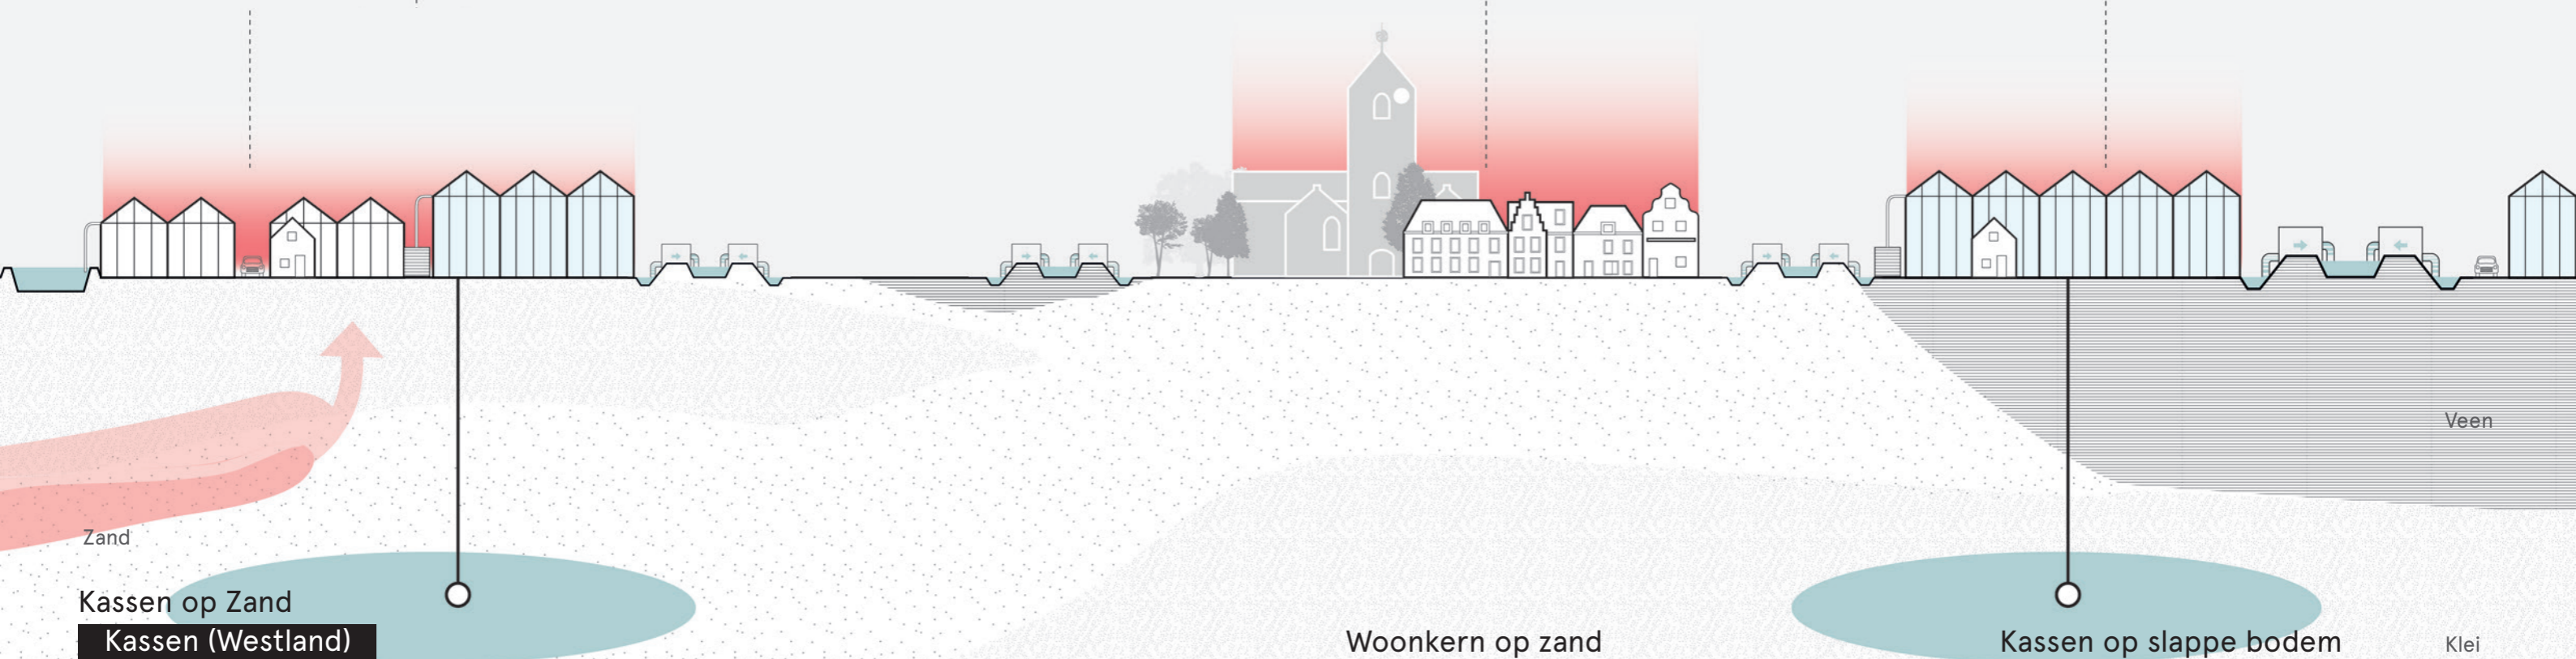 Veen
Zand
Kassen op Zand
Kassen (Westland)
Woonkern op zand
Kassen op slappe bodem
Klei